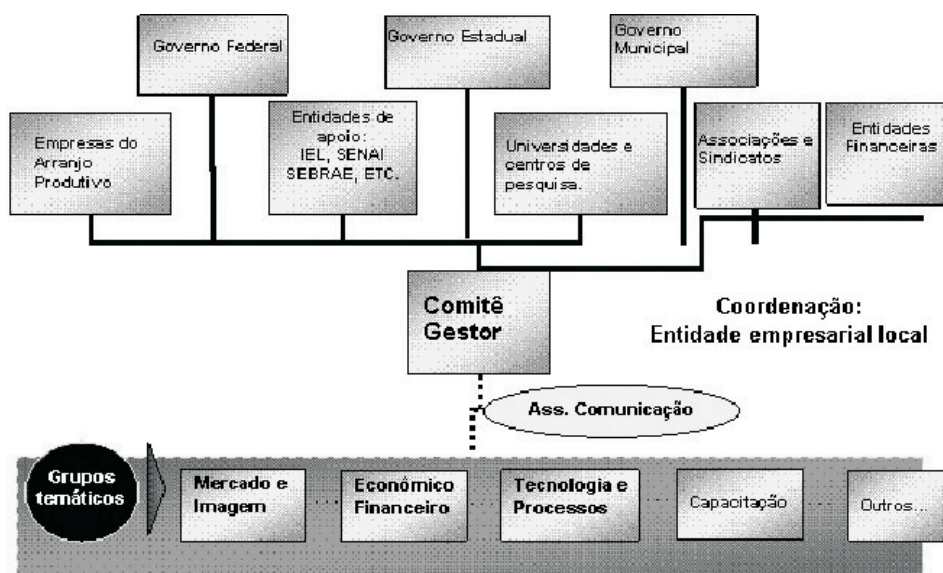 Governo Federal
Governo Estadual
Governo
Municipal
Empresas do
Arranjo
Produtivo
Entidades de
apoio:
IEL, SENAI
SEBRAE, ETC.
Universidades e
centros de
pesquisa.
Associações e
Sindicatos
Entidades
Financeiras
Comitê
Gestor
Coordenação:
Entidade empresarial local
Ass. Comunicação
Grupos
temáticos
Mercado e
Imagem
Econômico
Financeiro
Tecnologia e
Processos
Capacitação
Outros...